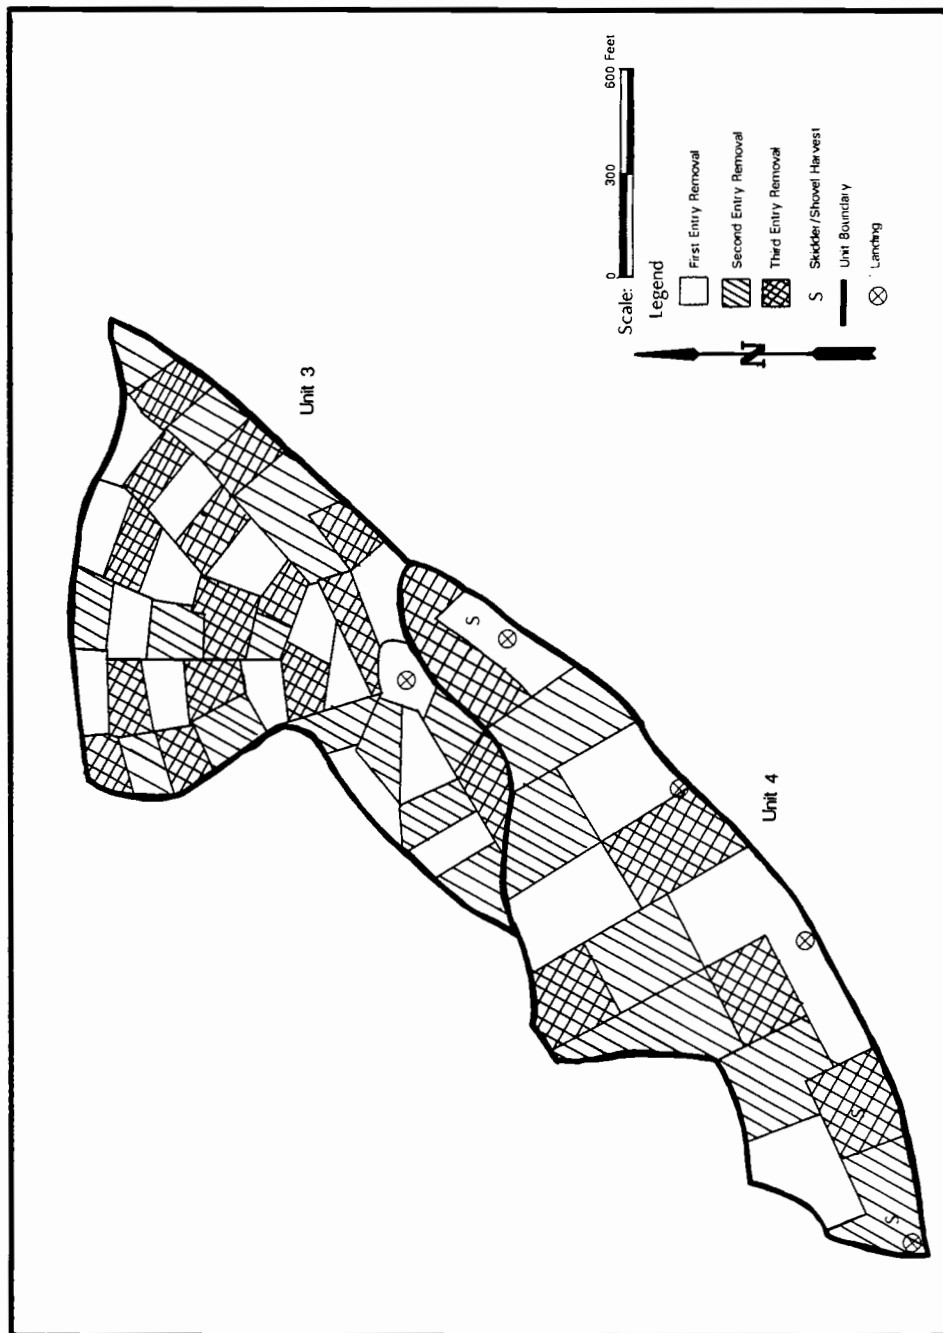 Unit 3
Unit 4
Scale:
0
300
600 Feet
Legend
First Entry Removal
Second Entry Removal
Third Entry Removal
S
Skidder/Shovel Harvest
Unit Boundary
Landing
N
S
S
S